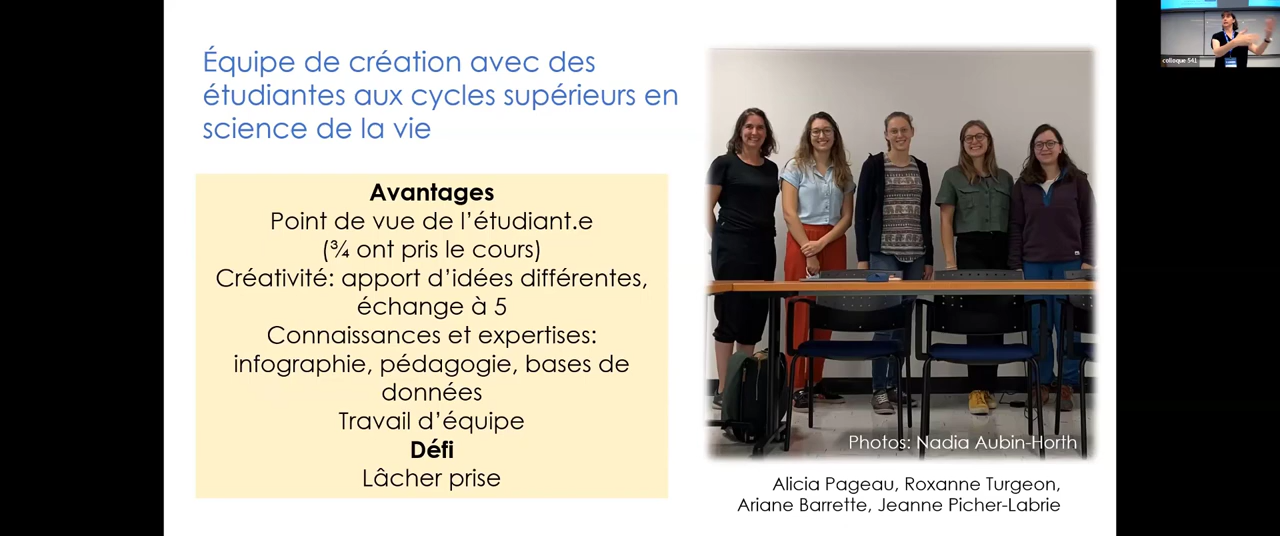 Équipe de création avec des
étudiantes aux cycles supérieurs en
science de la vie
Avantages
Point de vue de l'étudiant.e
(¾ ont pris le cours)
Créativité: apport d'idées différentes,
échange à 5
Connaissances et expertises:
infographie, pédagogie, bases de
données
Travail d'équipe
Défi
Lâcher prise
Photos: Nadia Aubin-Horth
Alicia Pageau, Roxanne Turgeon,
Ariane Barrette, Jeanne Picher-Labrie
colloque 541